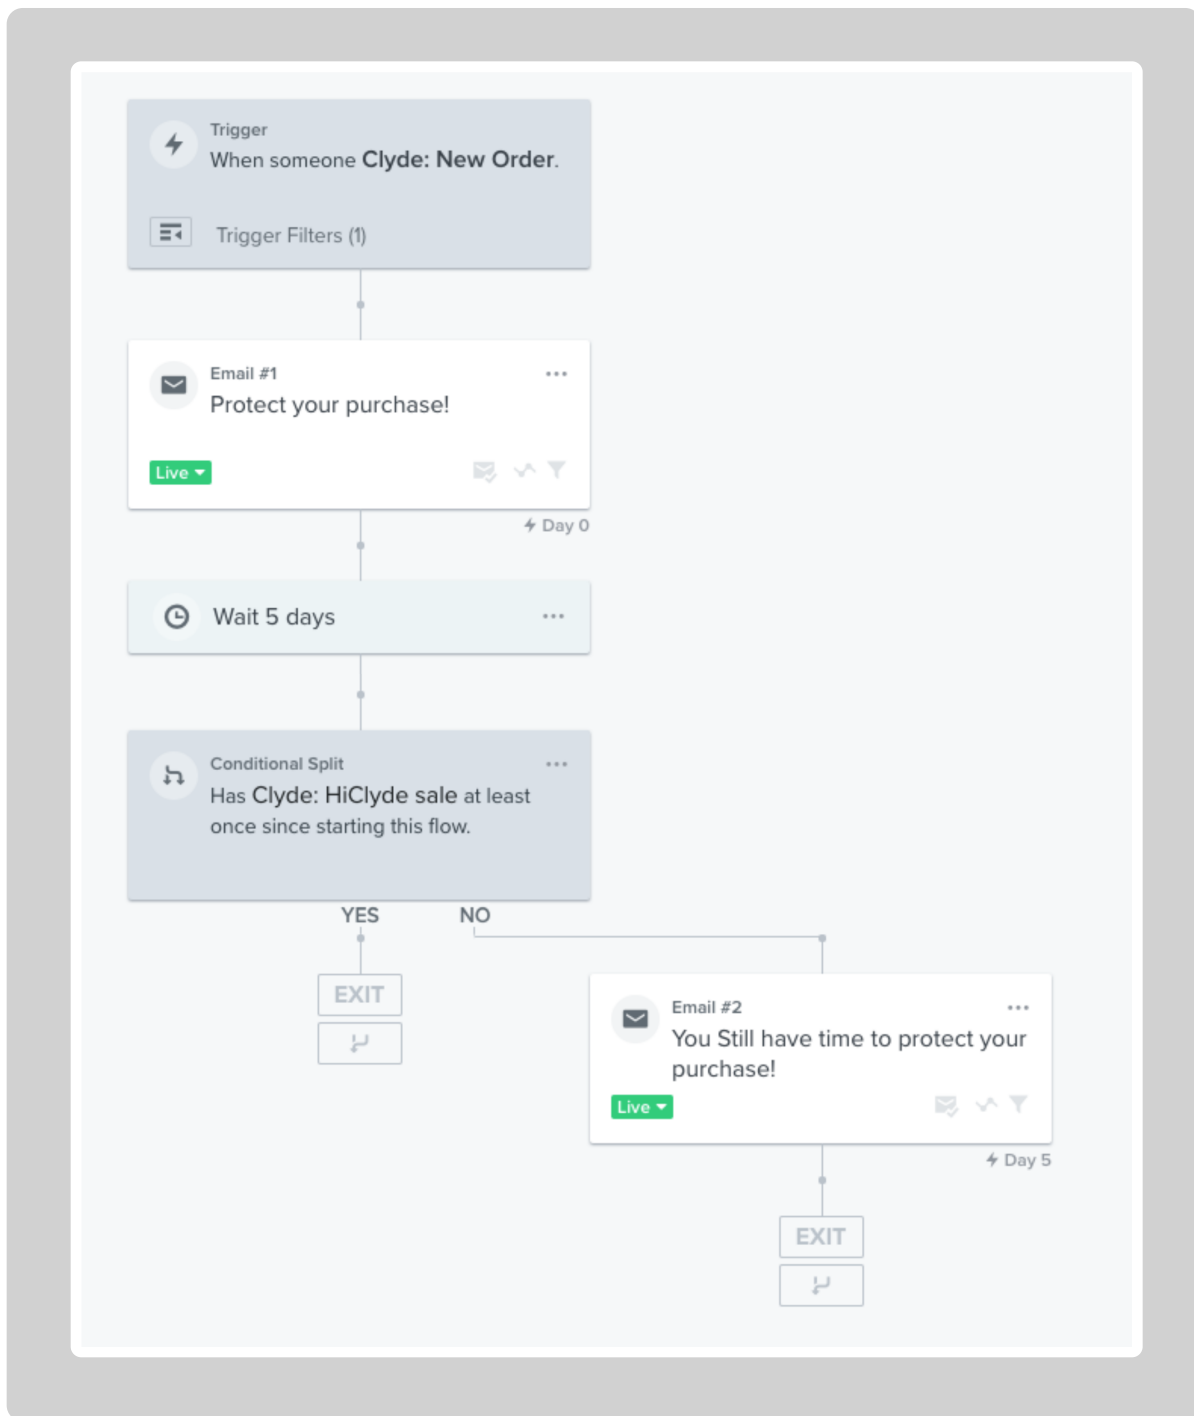 Trigger
When someone Clyde: New Order.
Trigger Filters (1)
Email #1
Protect your purchase!
Live
Day 0
Wait 5 days
Conditional Split
Has Clyde: HiClyde sale at least
once since starting this flow.
YES
NO
EXIT
Email #2
You Still have time to protect your
purchase!
Live
Day 5
EXIT